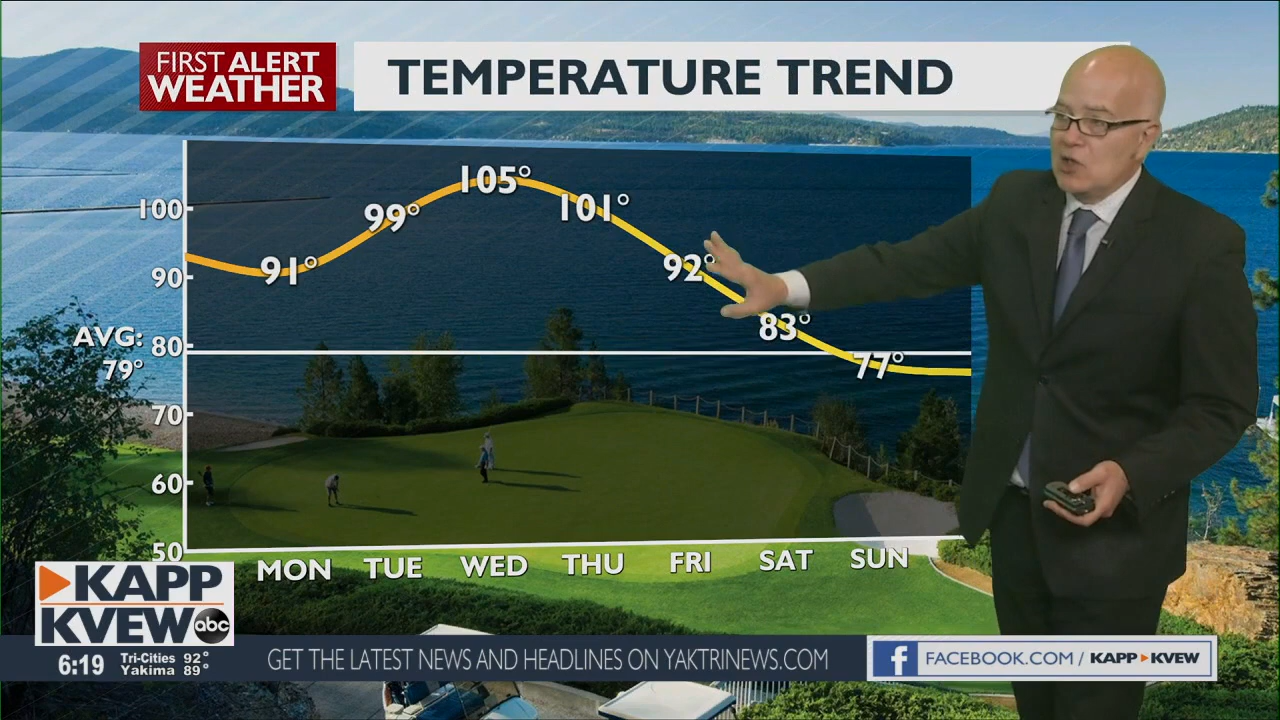 FIRST ALERT
WEATHER
TEMPERATURE TREND
100
90
AVG:
79°
80
70
60
50
91°
99°
105°
101°
92°
83°
77°
MON TUE WED THU FRI SAT SUN
KAPP
KVEW abc
6:19
Tri-Cities 92°
Yakima 89°
GET THE LATEST NEWS AND HEADLINES ON YAKTRINEWS.COM
f FACEBOOK.COM / KAPP KVEW